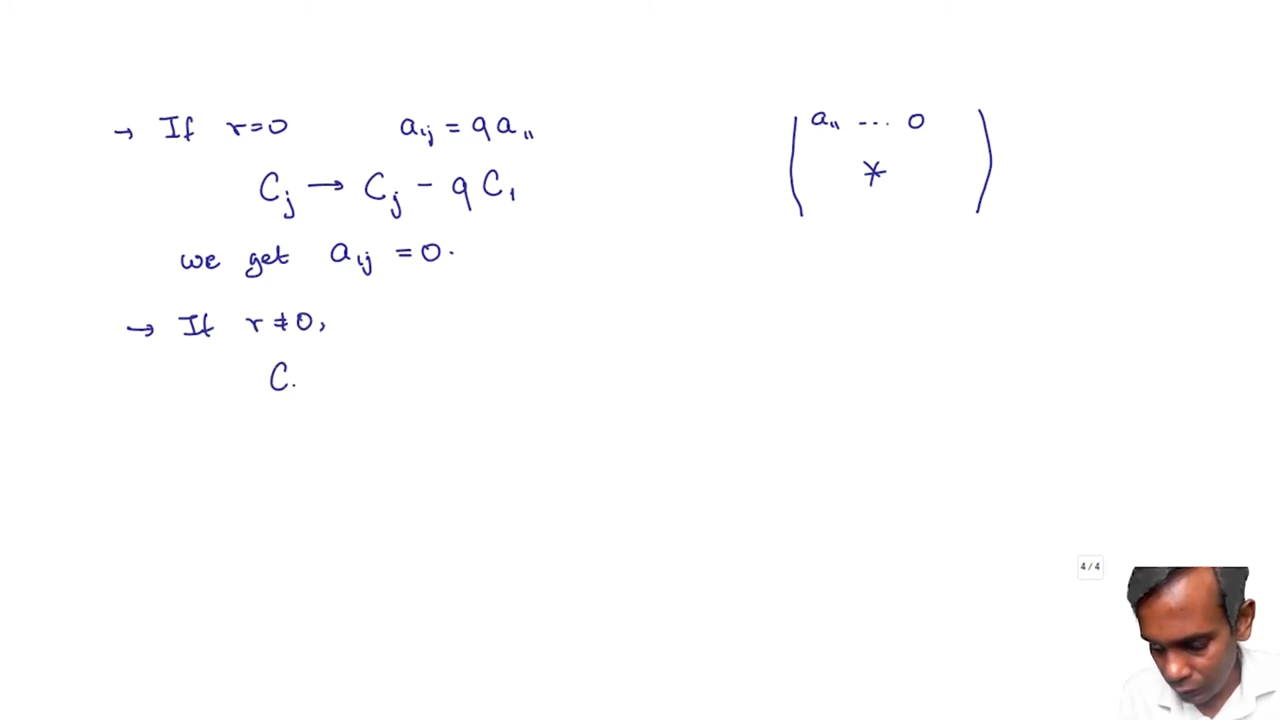 → If r=0 a₁ⱼ = q a₁₁
Cⱼ → Cⱼ - q C₁
we get a₁ⱼ = 0.
→ If r≠0,
C.
a₁₁ --- 0
*
4 / 4